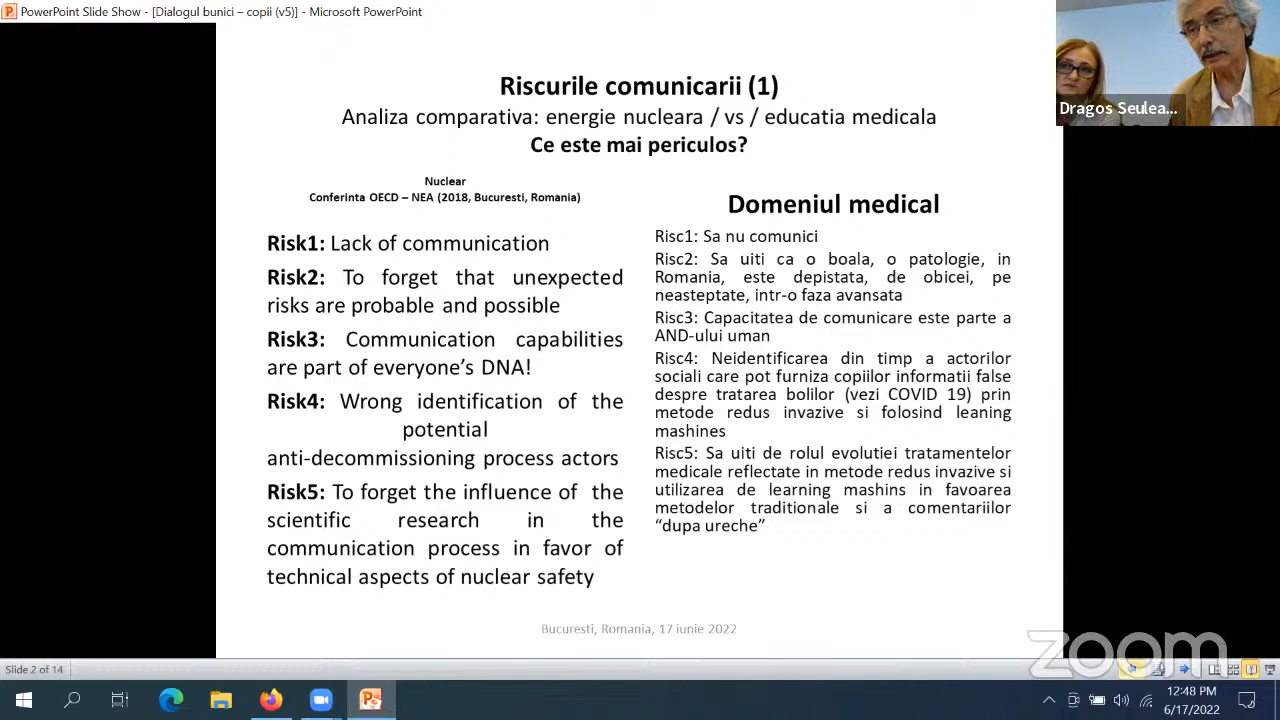 PowerPoint Slide Show - [Dialogul bunici – copii (v5)] - Microsoft PowerPoint
Riscurile comunicarii (1)
Analiza comparativa: energie nucleara / vs / educatia medicala
Ce este mai periculos?
Dragos Seulea...
Nuclear
Conferinta OECD – NEA (2018, Bucuresti, Romania)
Risk1: Lack of communication
Risk2: To forget that unexpected
risks are probable and possible
Risk3: Communication capabilities
are part of everyone's DNA!
Risk4: Wrong identification of the
potential
anti-decommissioning process actors
Risk5: To forget the influence of the
scientific research in the
communication process in favor of
technical aspects of nuclear safety
Domeniul medical
Risc1: Sa nu comunici
Risc2: Sa uiti ca o boala, o patologie, in
Romania, este depistata, de obicei, pe
neasteptate, intr-o faza avansata
Risc3: Capacitatea de comunicare este parte a
AND-ului uman
Risc4: Neidentificarea din timp a actorilor
sociali care pot furniza copiilor informatii false
despre tratarea bolilor (vezi COVID 19) prin
metode redus invazive si folosind leaning
mashines
Risc5: Sa uiti de rolul evolutiei tratamentelor
medicale reflectate in metode redus invazive si
utilizarea de learning mashins in favoarea
metodelor traditionale si a comentariilor
“dupa ureche”
Bucuresti, Romania, 17 iunie 2022
zoom
Slide 2 of 14
12:48 PM
6/17/2022